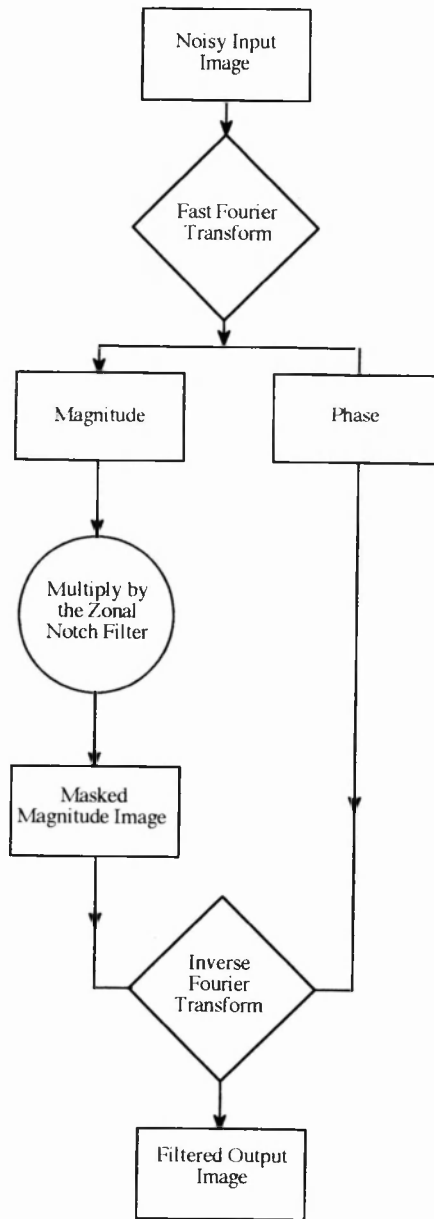 Noisy Input
Image
Fast Fourier
Transform
Magnitude
Phase
Multiply by
the Zonal
Notch Filter
Masked
Magnitude Image
Inverse
Fourier
Transform
Filtered Output
Image